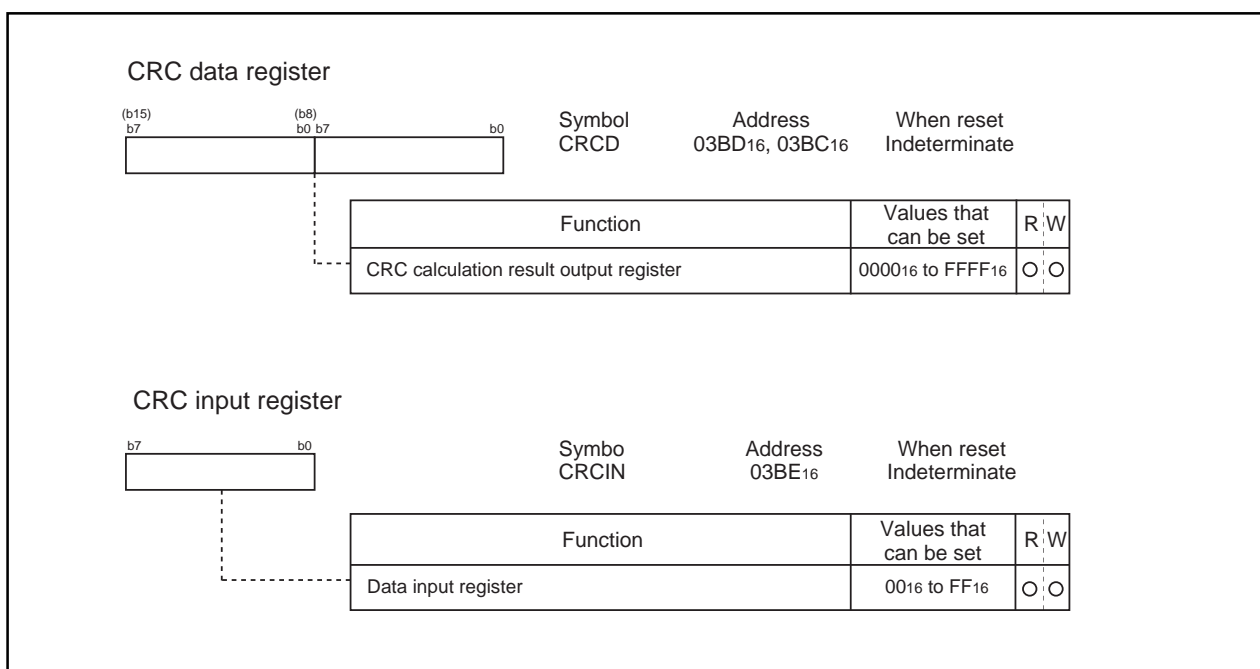 CRC data register
(b15) (b8)
b7 b0 b7 b0
Symbol Address When reset
CRCD 03BD16, 03BC16 Indeterminate
Function Values that can be set R W
CRC calculation result output register 000016 to FFFF16 O O
CRC input register
b7 b0
Symbo Address When reset
CRCIN 03BE16 Indeterminate
Function Values that can be set R W
Data input register 0016 to FF16 O O